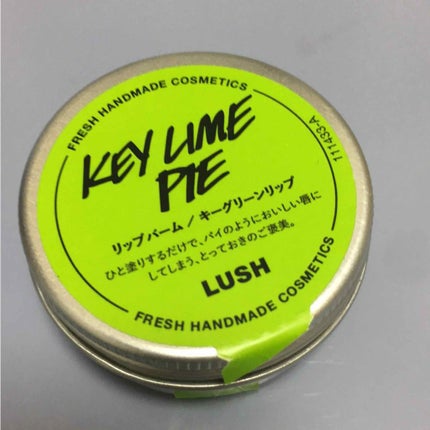 FRESH HANDMADE COSMETICS
KEY LIME
PIE
111433-A
リップバーム / キーグリーンリップ
ひと塗りするだけで、パイのようにおいしい唇に
してしまう、とっておきのご褒美。
LUSH
FRESH HANDMADE COSMETICS